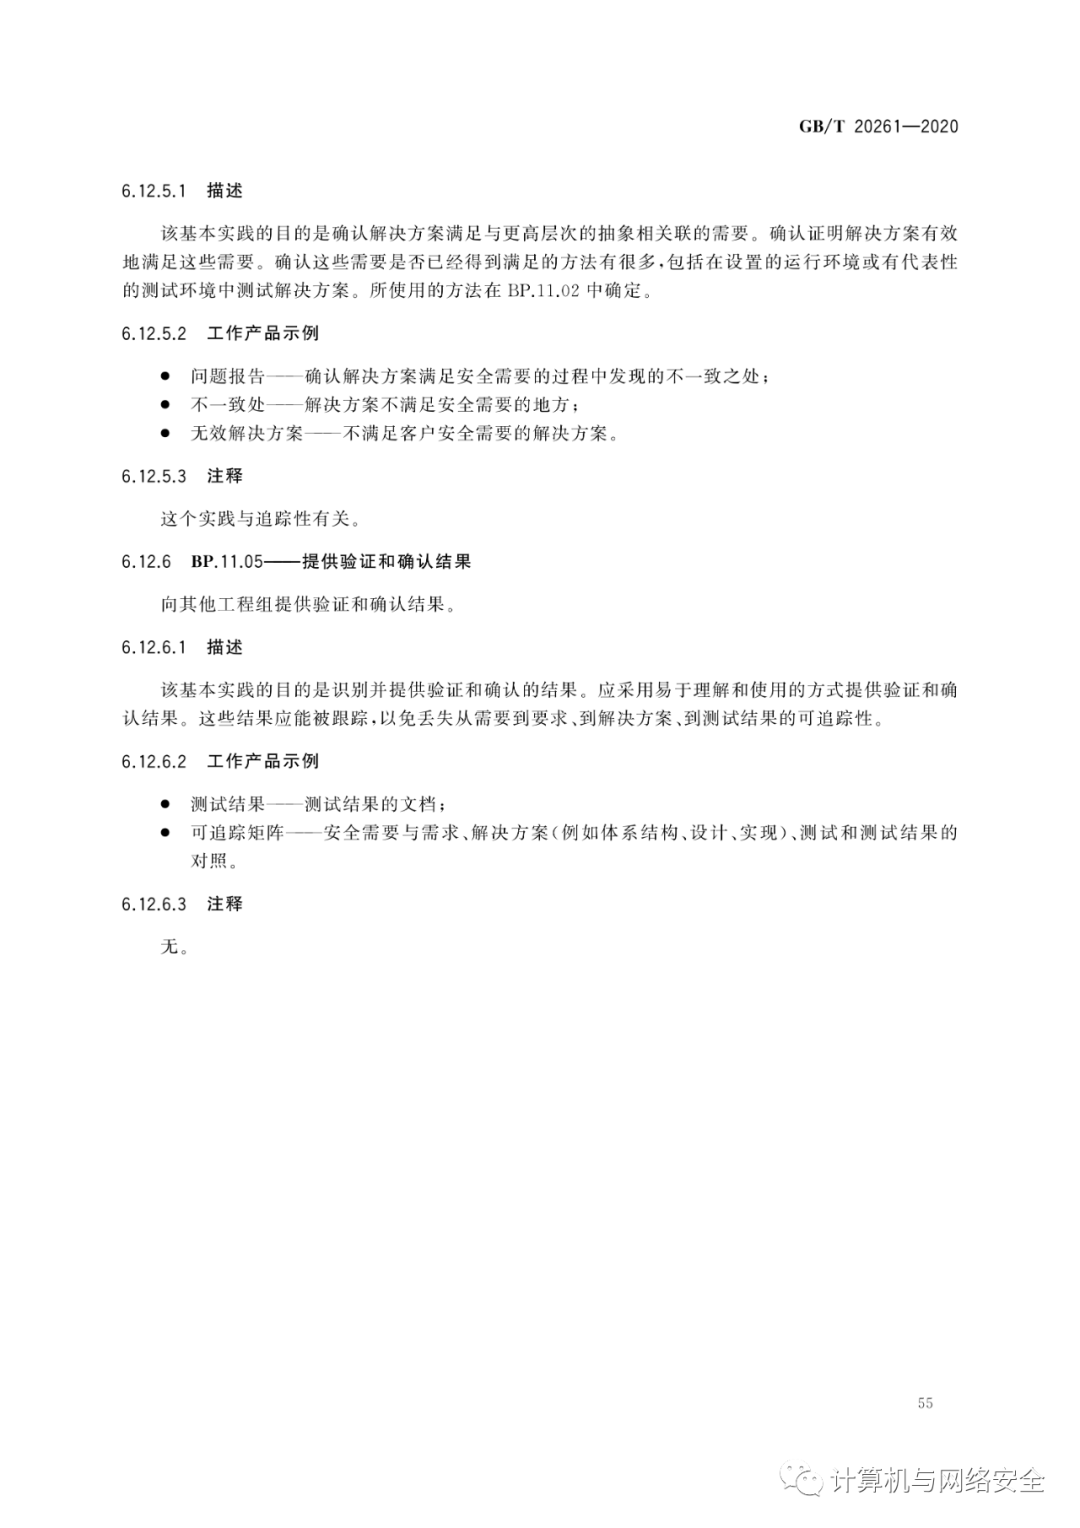 GB/T 20261—2020
6.12.5.1 描述
该基本实践的目的是确认解决方案满足与更高层次的抽象相关联的需要。确认证明解决方案有效
地满足这些需要。确认这些需要是否已经得到满足的方法有很多,包括在设置的运行环境或有代表性
的测试环境中测试解决方案。所使用的方法在 BP.11.02 中确定。
6.12.5.2 工作产品示例
● 问题报告——确认解决方案满足安全需要的过程中发现的不一致之处;
● 不一致处——解决方案不满足安全需要的地方;
● 无效解决方案——不满足客户安全需要的解决方案。
6.12.5.3 注释
这个实践与追踪性有关。
6.12.6 BP.11.05——提供验证和确认结果
向其他工程组提供验证和确认结果。
6.12.6.1 描述
该基本实践的目的是识别并提供验证和确认的结果。应采用易于理解和使用的方式提供验证和确
认结果。这些结果应能被跟踪,以免丢失从需要到要求、到解决方案、到测试结果的可追踪性。
6.12.6.2 工作产品示例
● 测试结果——测试结果的文档;
● 可追踪矩阵——安全需要与需求、解决方案(例如体系结构、设计、实现)、测试和测试结果的
对照。
6.12.6.3 注释
无。
55
计算机与网络安全